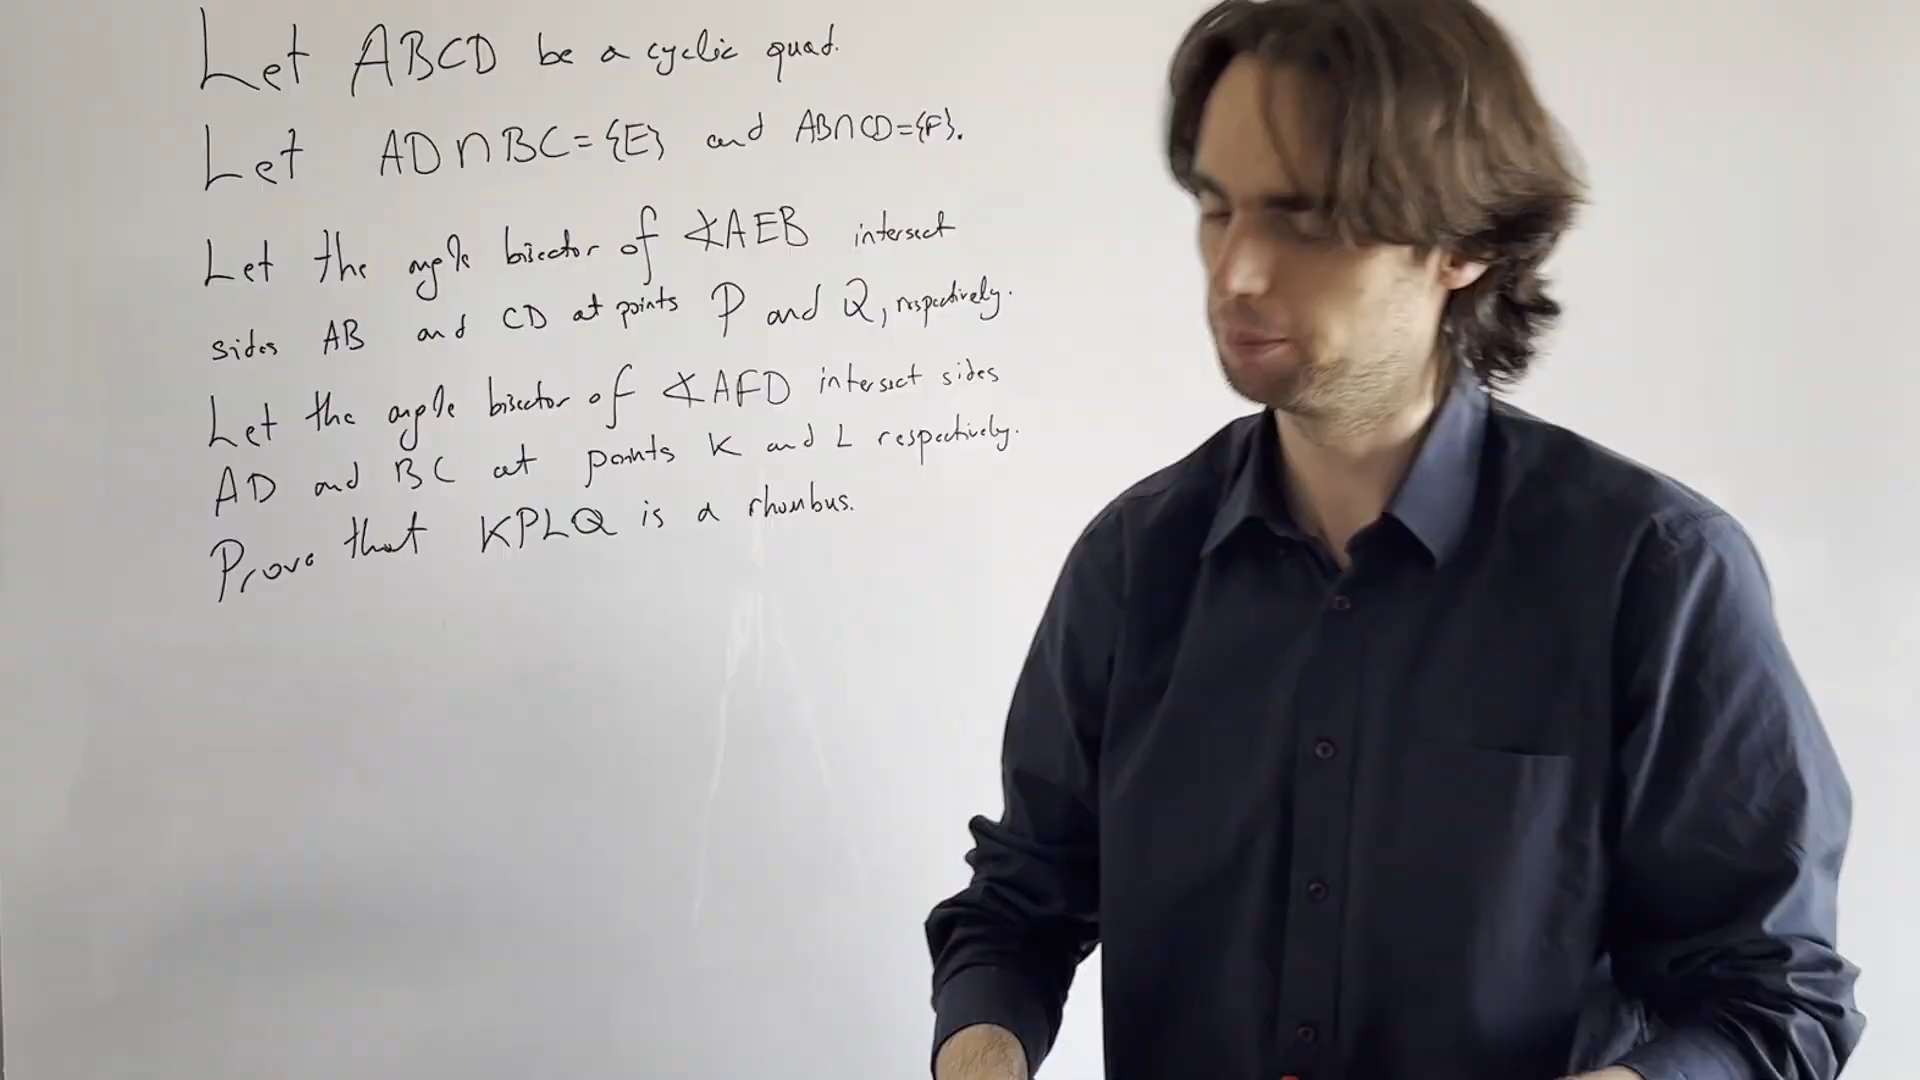 Let ABCD be a cyclic quad.
Let AD∩BC={E} and AB∩CD={F}.
Let the angle bisector of ∢AEB intersect
sides AB and CD at points P and Q, respectively.
Let the angle bisector of ∢AFD intersect sides
AD and BC at points K and L respectively.
Prove that KPLQ is a rhombus.